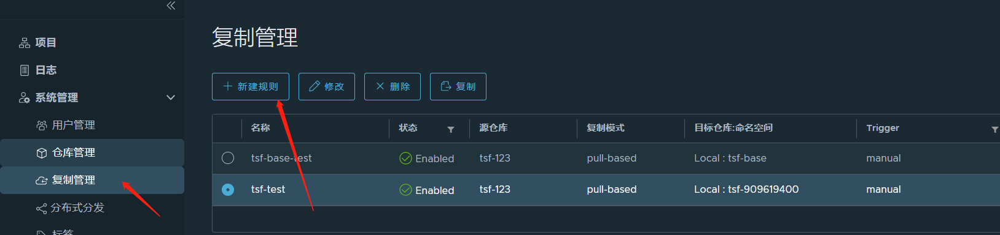 项目
日志
系统管理
用户管理
仓库管理
复制管理
分布式分发
标签
复制管理
新建规则 修改 删除 复制
名称 状态 源仓库 复制模式 目标仓库:命名空间 Trigger
tsf-base-test Enabled tsf-123 pull-based Local : tsf-base manual
tsf-test Enabled tsf-123 pull-based Local : tsf-909619400 manual